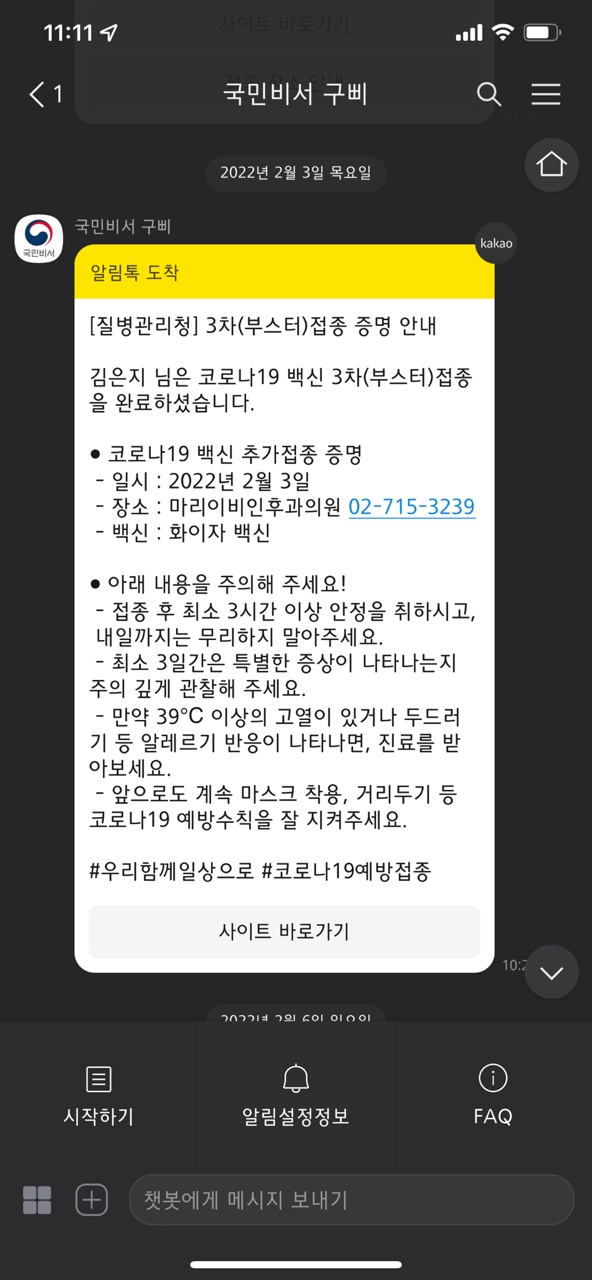 11:11
사이트 바로가기
1
국민비서 구삐
2022년 2월 3일 목요일
국민비서
국민비서 구삐
kakao
알림톡 도착
[질병관리청] 3차(부스터)접종 증명 안내
김은지 님은 코로나19 백신 3차(부스터)접종
을 완료하셨습니다.
● 코로나19 백신 추가접종 증명
- 일시 : 2022년 2월 3일
- 장소 : 마리이비인후과의원 02-715-3239
- 백신 : 화이자 백신
● 아래 내용을 주의해 주세요!
- 접종 후 최소 3시간 이상 안정을 취하시고,
내일까지는 무리하지 말아주세요.
- 최소 3일간은 특별한 증상이 나타나는지
주의 깊게 관찰해 주세요.
- 만약 39℃ 이상의 고열이 있거나 두드러
기 등 알레르기 반응이 나타나면, 진료를 받
아보세요.
- 앞으로도 계속 마스크 착용, 거리두기 등
코로나19 예방수칙을 잘 지켜주세요.
#우리함께일상으로 #코로나19예방접종
사이트 바로가기
2022년 2월 6일 일요일
시작하기
알림설정정보
FAQ
챗봇에게 메시지 보내기